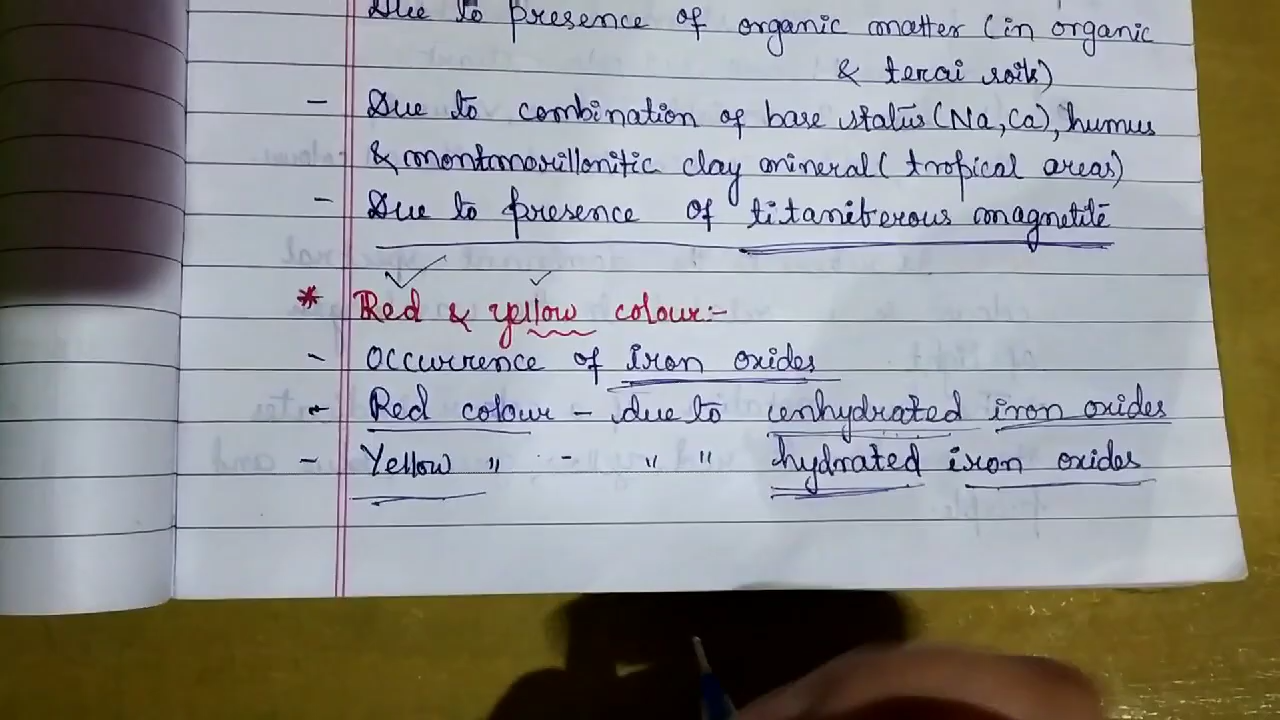 Due to presence of organic matter (in organic
& terai soils)
- Due to combination of base status (Na, Ca), humus
& montmorillonitic clay mineral ( tropical areas)
- Due to presence of titaniberous magnetite
* Red & yellow colour:-
- Occurrence of iron oxides
- Red colour - due to unhydrated iron oxides
- Yellow " - " " hydrated iron oxides